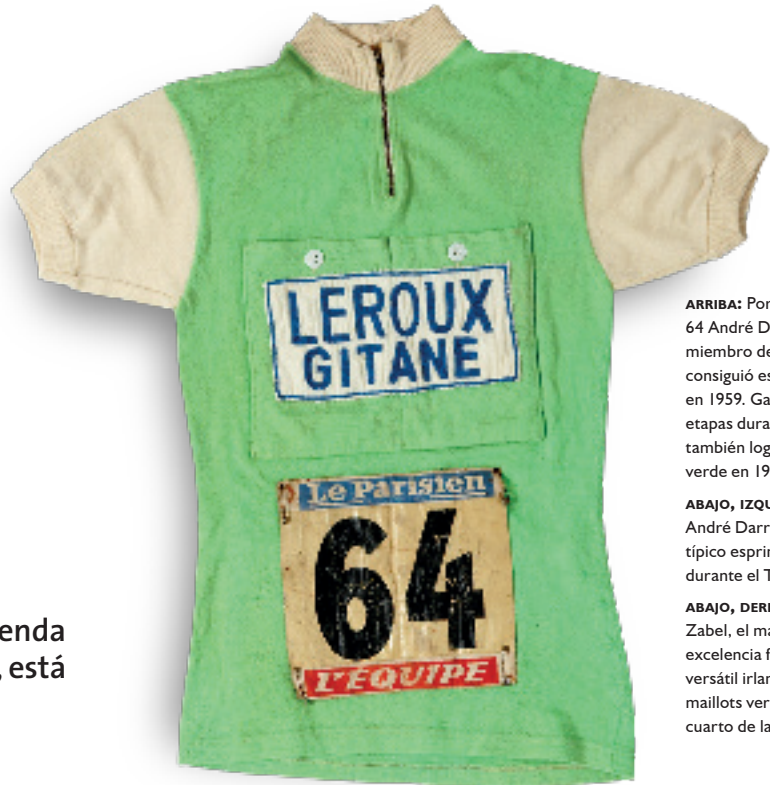 LEROUX
GITANE
Le Parisien
64
L'ÉQUIPE
enda
, está
ARRIBA: Por
64 André D
miembro de
consiguió es
en 1959. Ga
etapas dura
también log
verde en 19
ABAJO, IZQU
André Darr
típico esprin
durante el T
ABAJO, DERE
Zabel, el ma
excelencia f
versátil irlan
maillots ver
cuarto de la